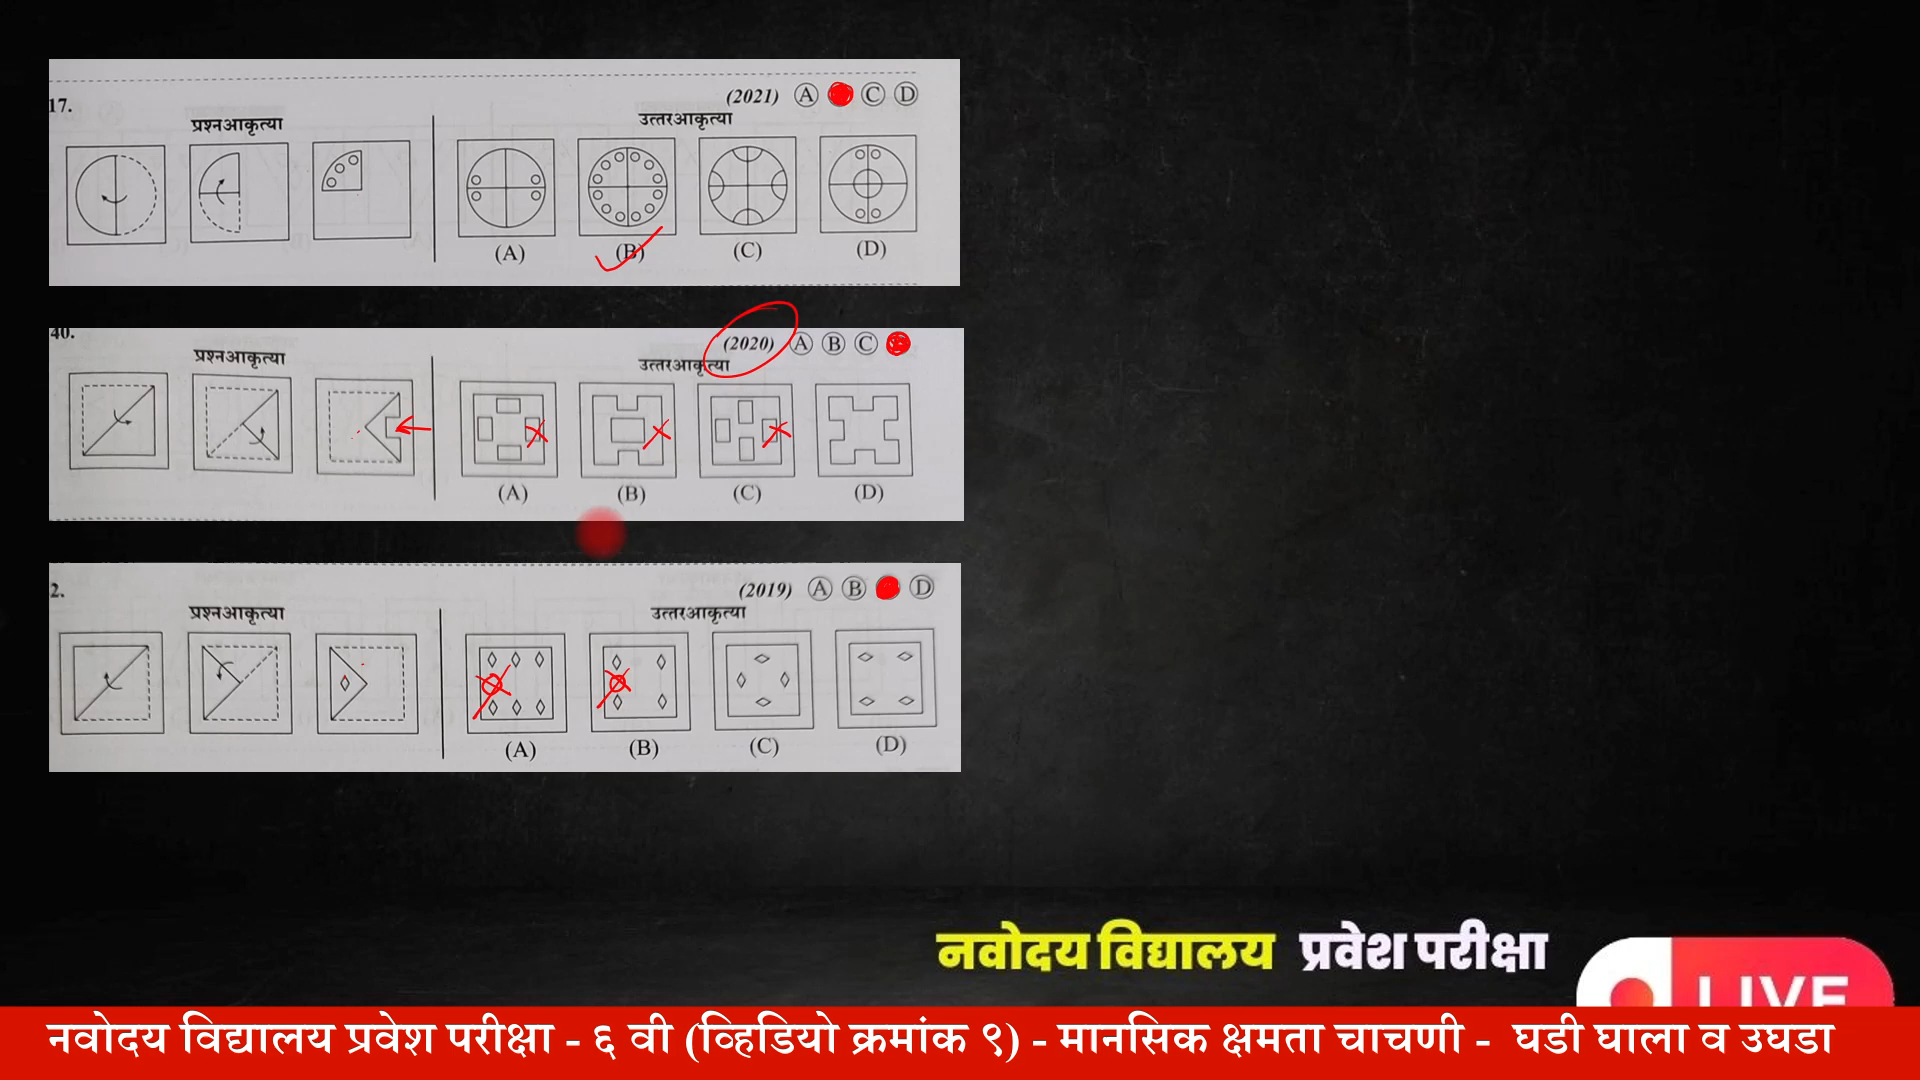 17.
(2021) A C D
प्रश्नआकृत्या
उत्तरआकृत्या
(A) (B) (C) (D)
40.
(2020) A B C
प्रश्नआकृत्या
उत्तरआकृत्या
(A) (B) (C) (D)
2.
(2019) A B D
प्रश्नआकृत्या
उत्तरआकृत्या
(A) (B) (C) (D)
नवोदय विद्यालय प्रवेश परीक्षा
LIVE
नवोदय विद्यालय प्रवेश परीक्षा - ६ वी (व्हिडियो क्रमांक ९) - मानसिक क्षमता चाचणी - घडी घाला व उघडा